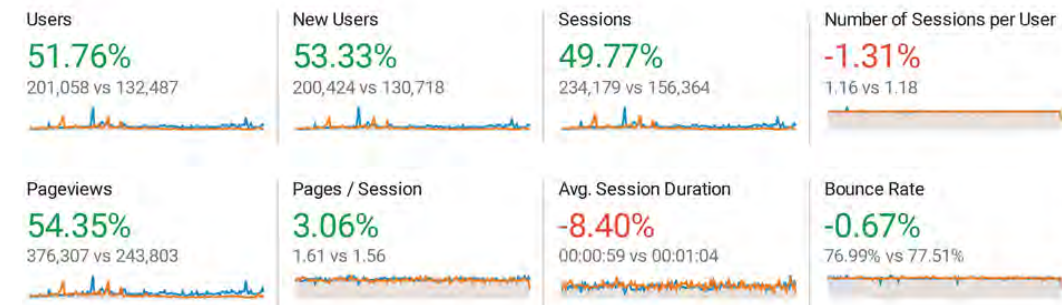 Users
51.76%
201,058 vs 132,487
New Users
53.33%
200,424 vs 130,718
Sessions
49.77%
234,179 vs 156,364
Number of Sessions per User
-1.31%
1.16 vs 1.18
Pageviews
54.35%
376,307 vs 243,803
Pages / Session
3.06%
1.61 vs 1.56
Avg. Session Duration
-8.40%
00:00:59 vs 00:01:04
Bounce Rate
-0.67%
76.99% vs 77.51%